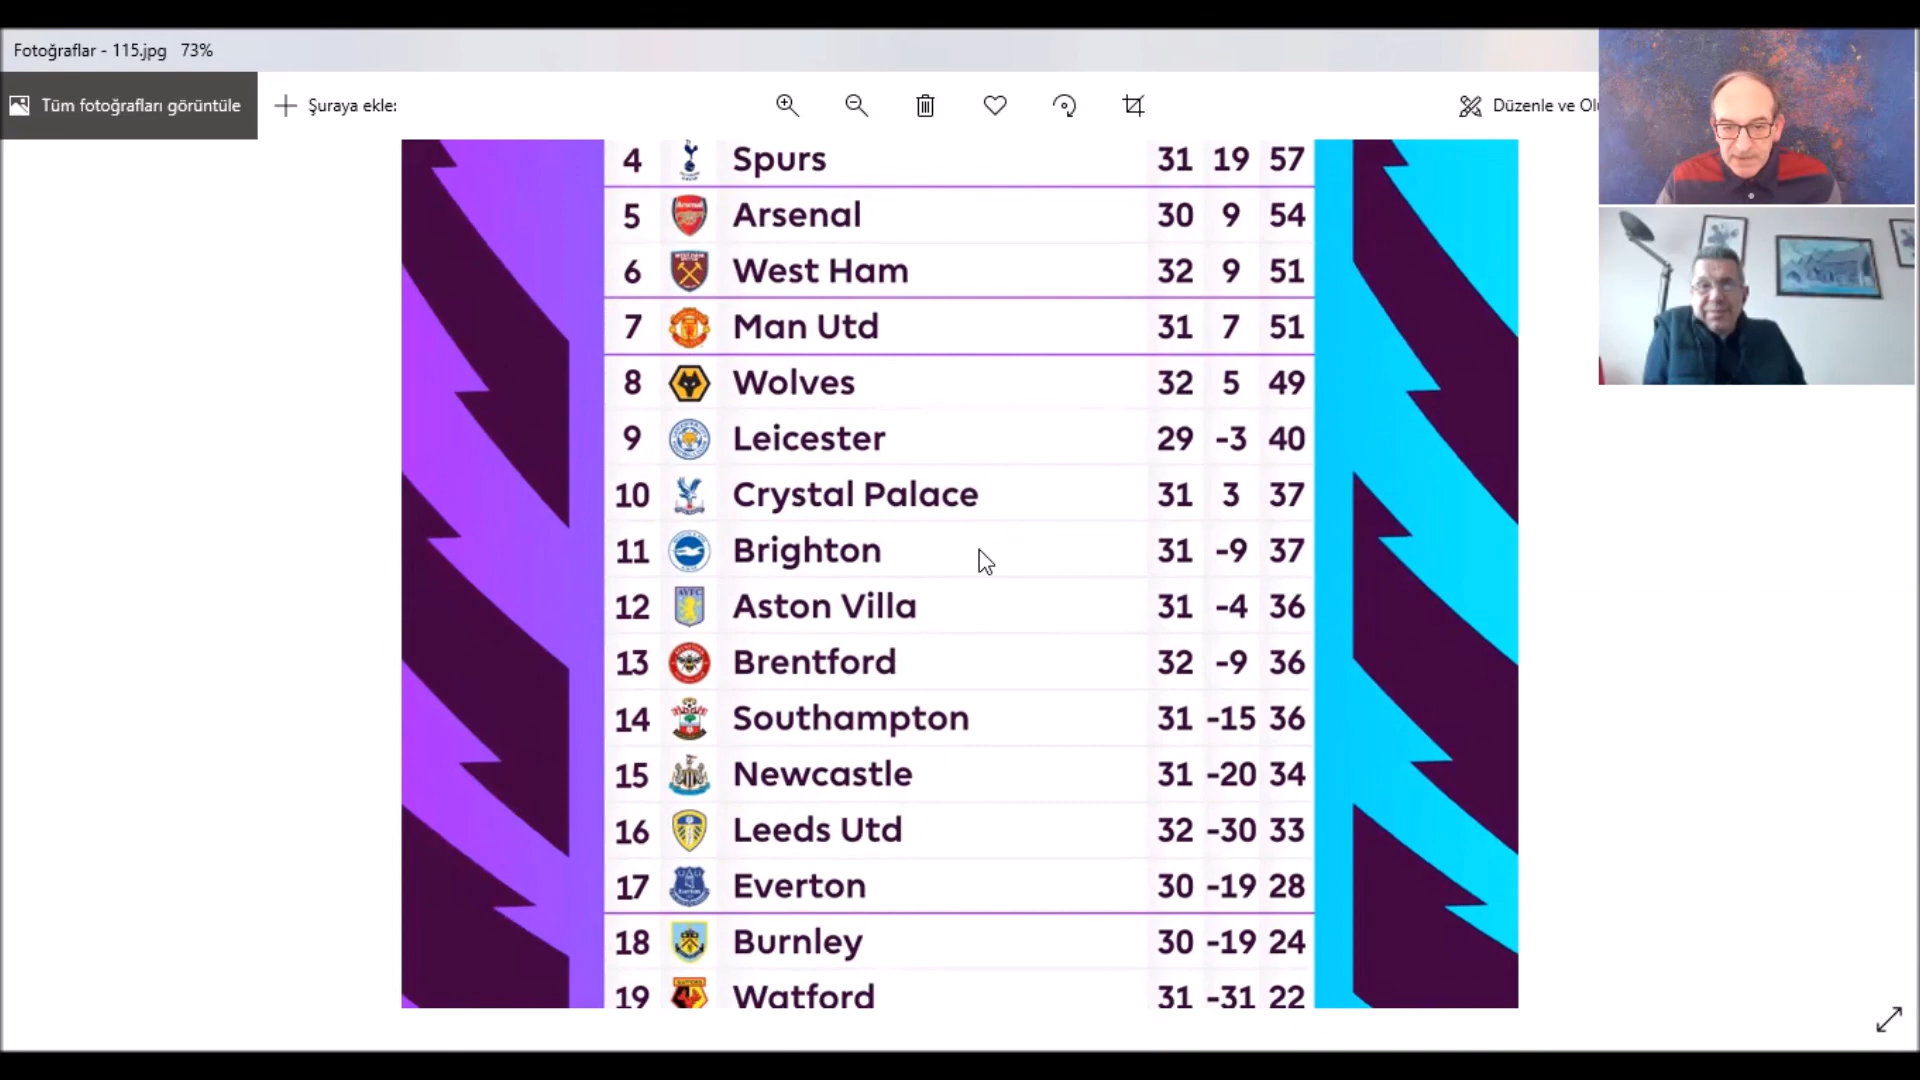 Fotoğraflar - 115.jpg 73%
Tüm fotoğrafları görüntüle
Şuraya ekle:
Düzenle ve Ol
4 Spurs 31 19 57
5 Arsenal 30 9 54
6 West Ham 32 9 51
7 Man Utd 31 7 51
8 Wolves 32 5 49
9 Leicester 29 -3 40
10 Crystal Palace 31 3 37
11 Brighton 31 -9 37
12 Aston Villa 31 -4 36
13 Brentford 32 -9 36
14 Southampton 31 -15 36
15 Newcastle 31 -20 34
16 Leeds Utd 32 -30 33
17 Everton 30 -19 28
18 Burnley 30 -19 24
19 Watford 31 -31 22